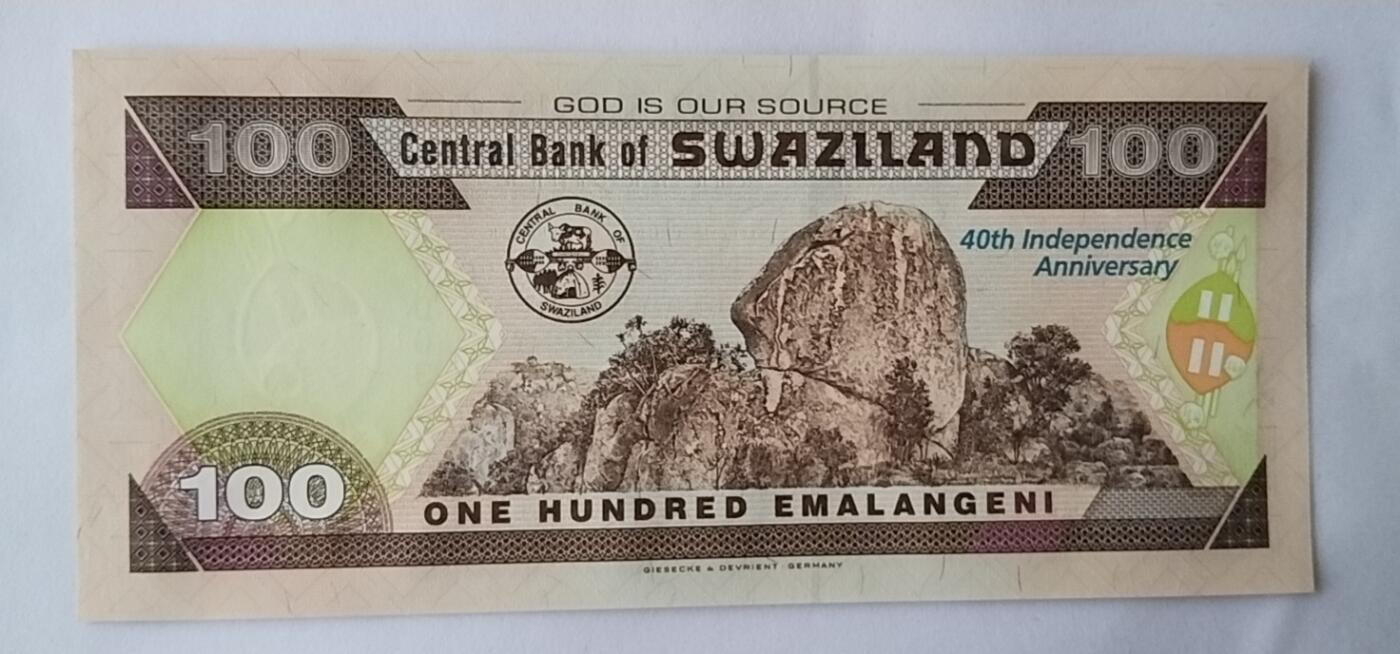 GOD IS OUR SOURCE
100 Central Bank of SWAZILAND 100
CENTRAL BANK OF
SWAZILAND
40th Independence
Anniversary
100
ONE HUNDRED EMALANGENI
GIESECKE & DEVRIENT GERMANY